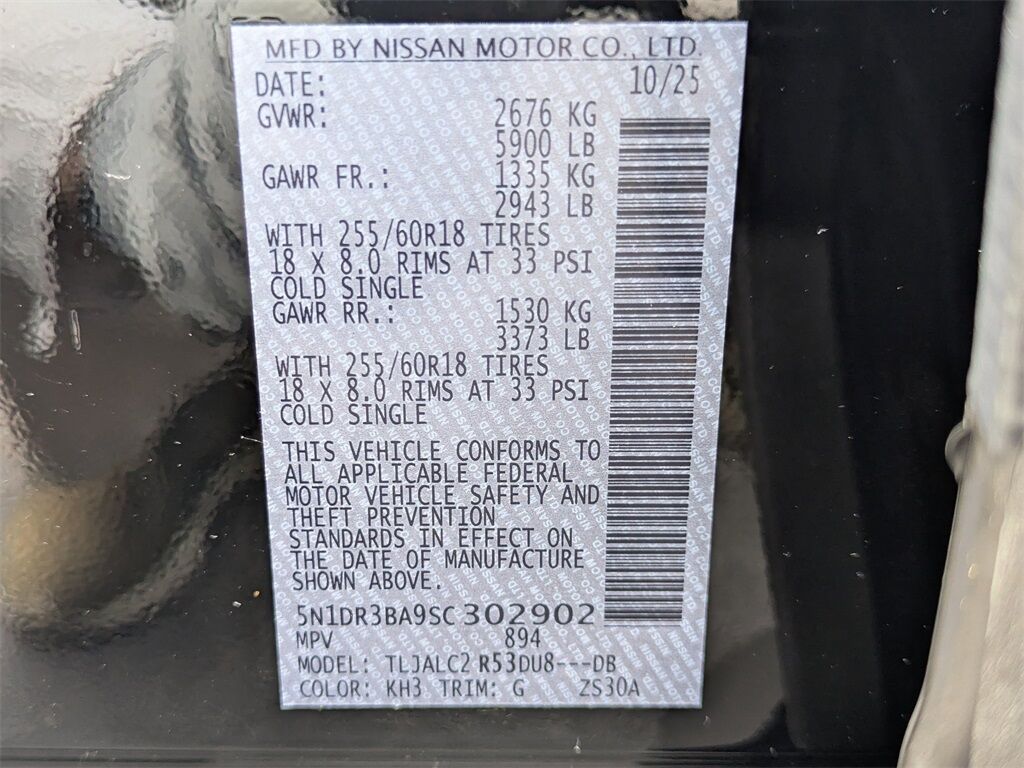 MFD BY NISSAN MOTOR CO., LTD.
DATE: 10/25
GVWR: 2676 KG
5900 LB
GAWR FR.: 1335 KG
2943 LB
WITH 255/60R18 TIRES
18 X 8.0 RIMS AT 33 PSI
COLD SINGLE
GAWR RR.: 1530 KG
3373 LB
WITH 255/60R18 TIRES
18 X 8.0 RIMS AT 33 PSI
COLD SINGLE
THIS VEHICLE CONFORMS TO
ALL APPLICABLE FEDERAL
MOTOR VEHICLE SAFETY AND
THEFT PREVENTION
STANDARDS IN EFFECT ON
THE DATE OF MANUFACTURE
SHOWN ABOVE.
5N1DR3BA9SC302902
MPV 894
MODEL: TLJALC2 R53DU8---DB
COLOR: KH3 TRIM: G ZS30A